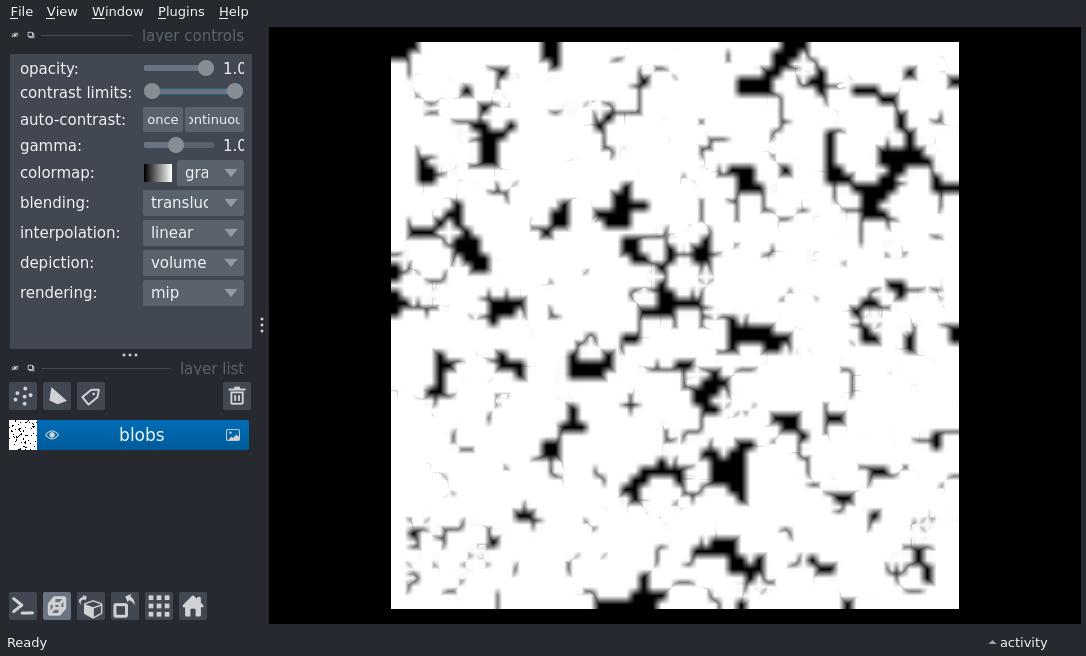 File View Window Plugins Help
layer controls
opacity: 1.0
contrast limits:
auto-contrast: once ontinuou
gamma: 1.0
colormap: gra
blending: transluc
interpolation: linear
depiction: volume
rendering: mip
layer list
blobs
Ready activity